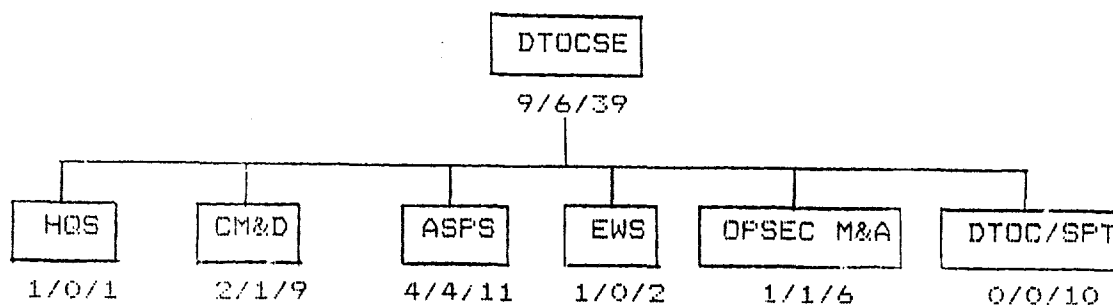 DTOCSE
9/6/39
HQS CM&D ASPS EWS OPSEC M&A DTOC/SPT
1/0/1 2/1/9 4/4/11 1/0/2 1/1/6 0/0/10